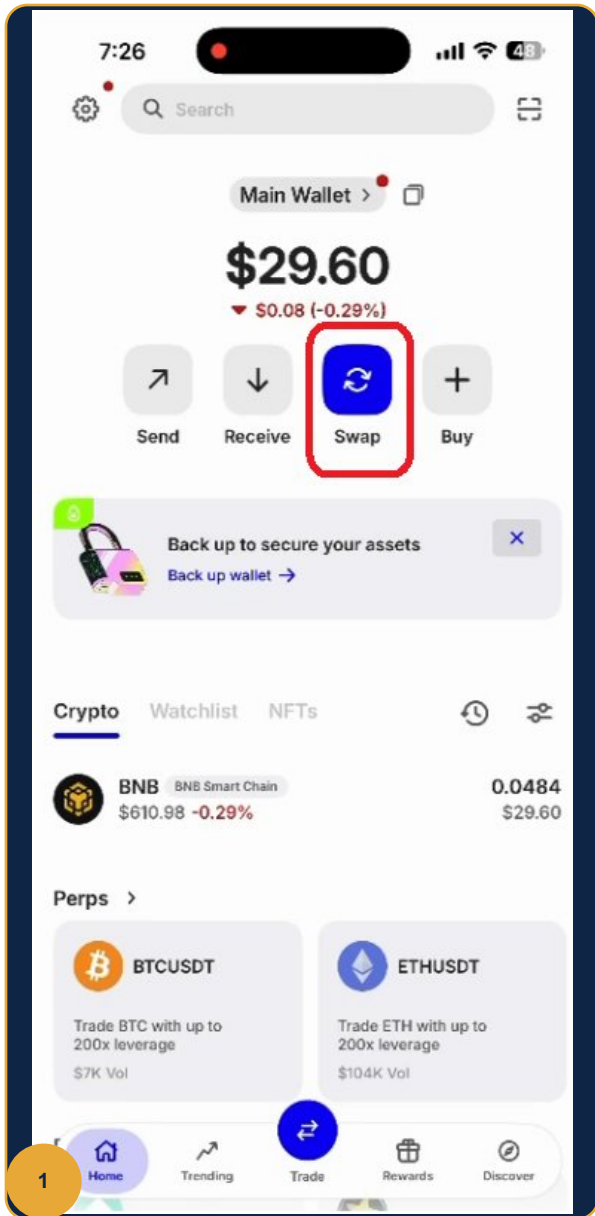 7:26
48
Search
Main Wallet >
$29.60
▼ $0.08 (-0.29%)
Send Receive Swap Buy
Back up to secure your assets
Back up wallet →
Crypto Watchlist NFTs
BNB BNB Smart Chain 0.0484
$610.98 -0.29% $29.60
Perps >
BTCUSDT
Trade BTC with up to
200x leverage
$7K Vol
ETHUSDT
Trade ETH with up to
200x leverage
$104K Vol
Home Trending Trade Rewards Discover
1